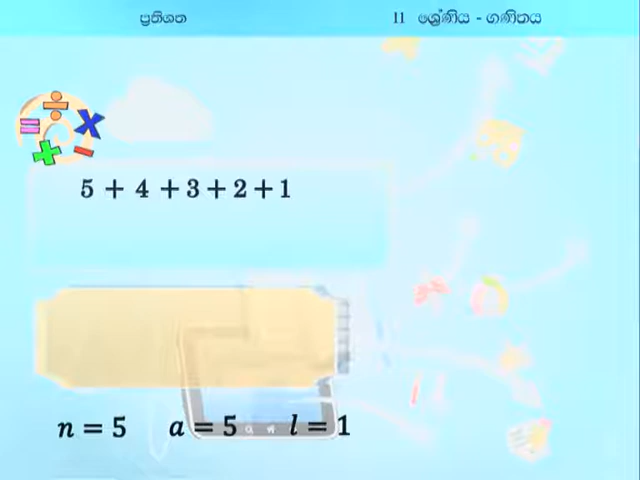 ප්‍රතිශත 11 ශ්‍රේණිය - ගණිතය
5 + 4 + 3 + 2 + 1
n = 5 a = 5 l = 1